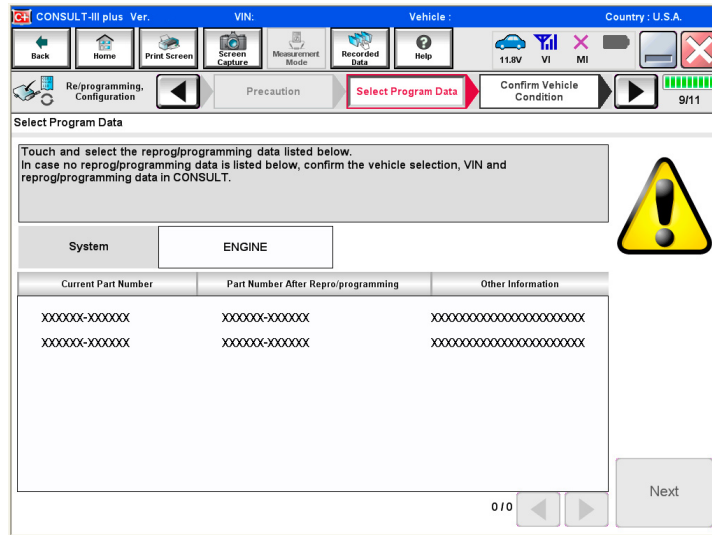 C+ CONSULT-III plus Ver. VIN: Vehicle : Country : U.S.A.
Back Home Print Screen Screen Capture Measurement Mode Recorded Data Help 11.8V VI MI
Re/programming, Configuration Precaution Select Program Data Confirm Vehicle Condition 9/11
Select Program Data
Touch and select the reprog/programming data listed below.
In case no reprog/programming data is listed below, confirm the vehicle selection, VIN and
reprog/programming data in CONSULT.
System ENGINE
Current Part Number Part Number After Repro/programming Other Information
XXXXXX-XXXXXX XXXXXX-XXXXXX XXXXXXXXXXXXXXXXXXXXXXX
XXXXXX-XXXXXX XXXXXX-XXXXXX XXXXXXXXXXXXXXXXXXXXXXX
Next
0/0